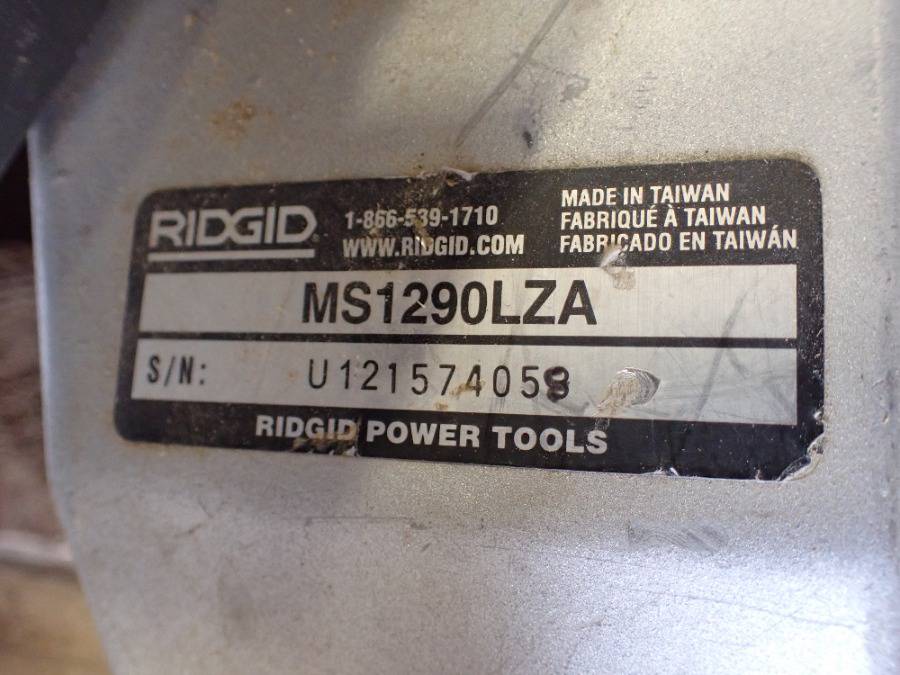 RIDGID
1-866-539-1710
WWW.RIDGID.COM
MADE IN TAIWAN
FABRIQUÉ À TAIWAN
FABRICADO EN TAIWÁN
MS1290LZA
S/N: U121574058
RIDGID POWER TOOLS